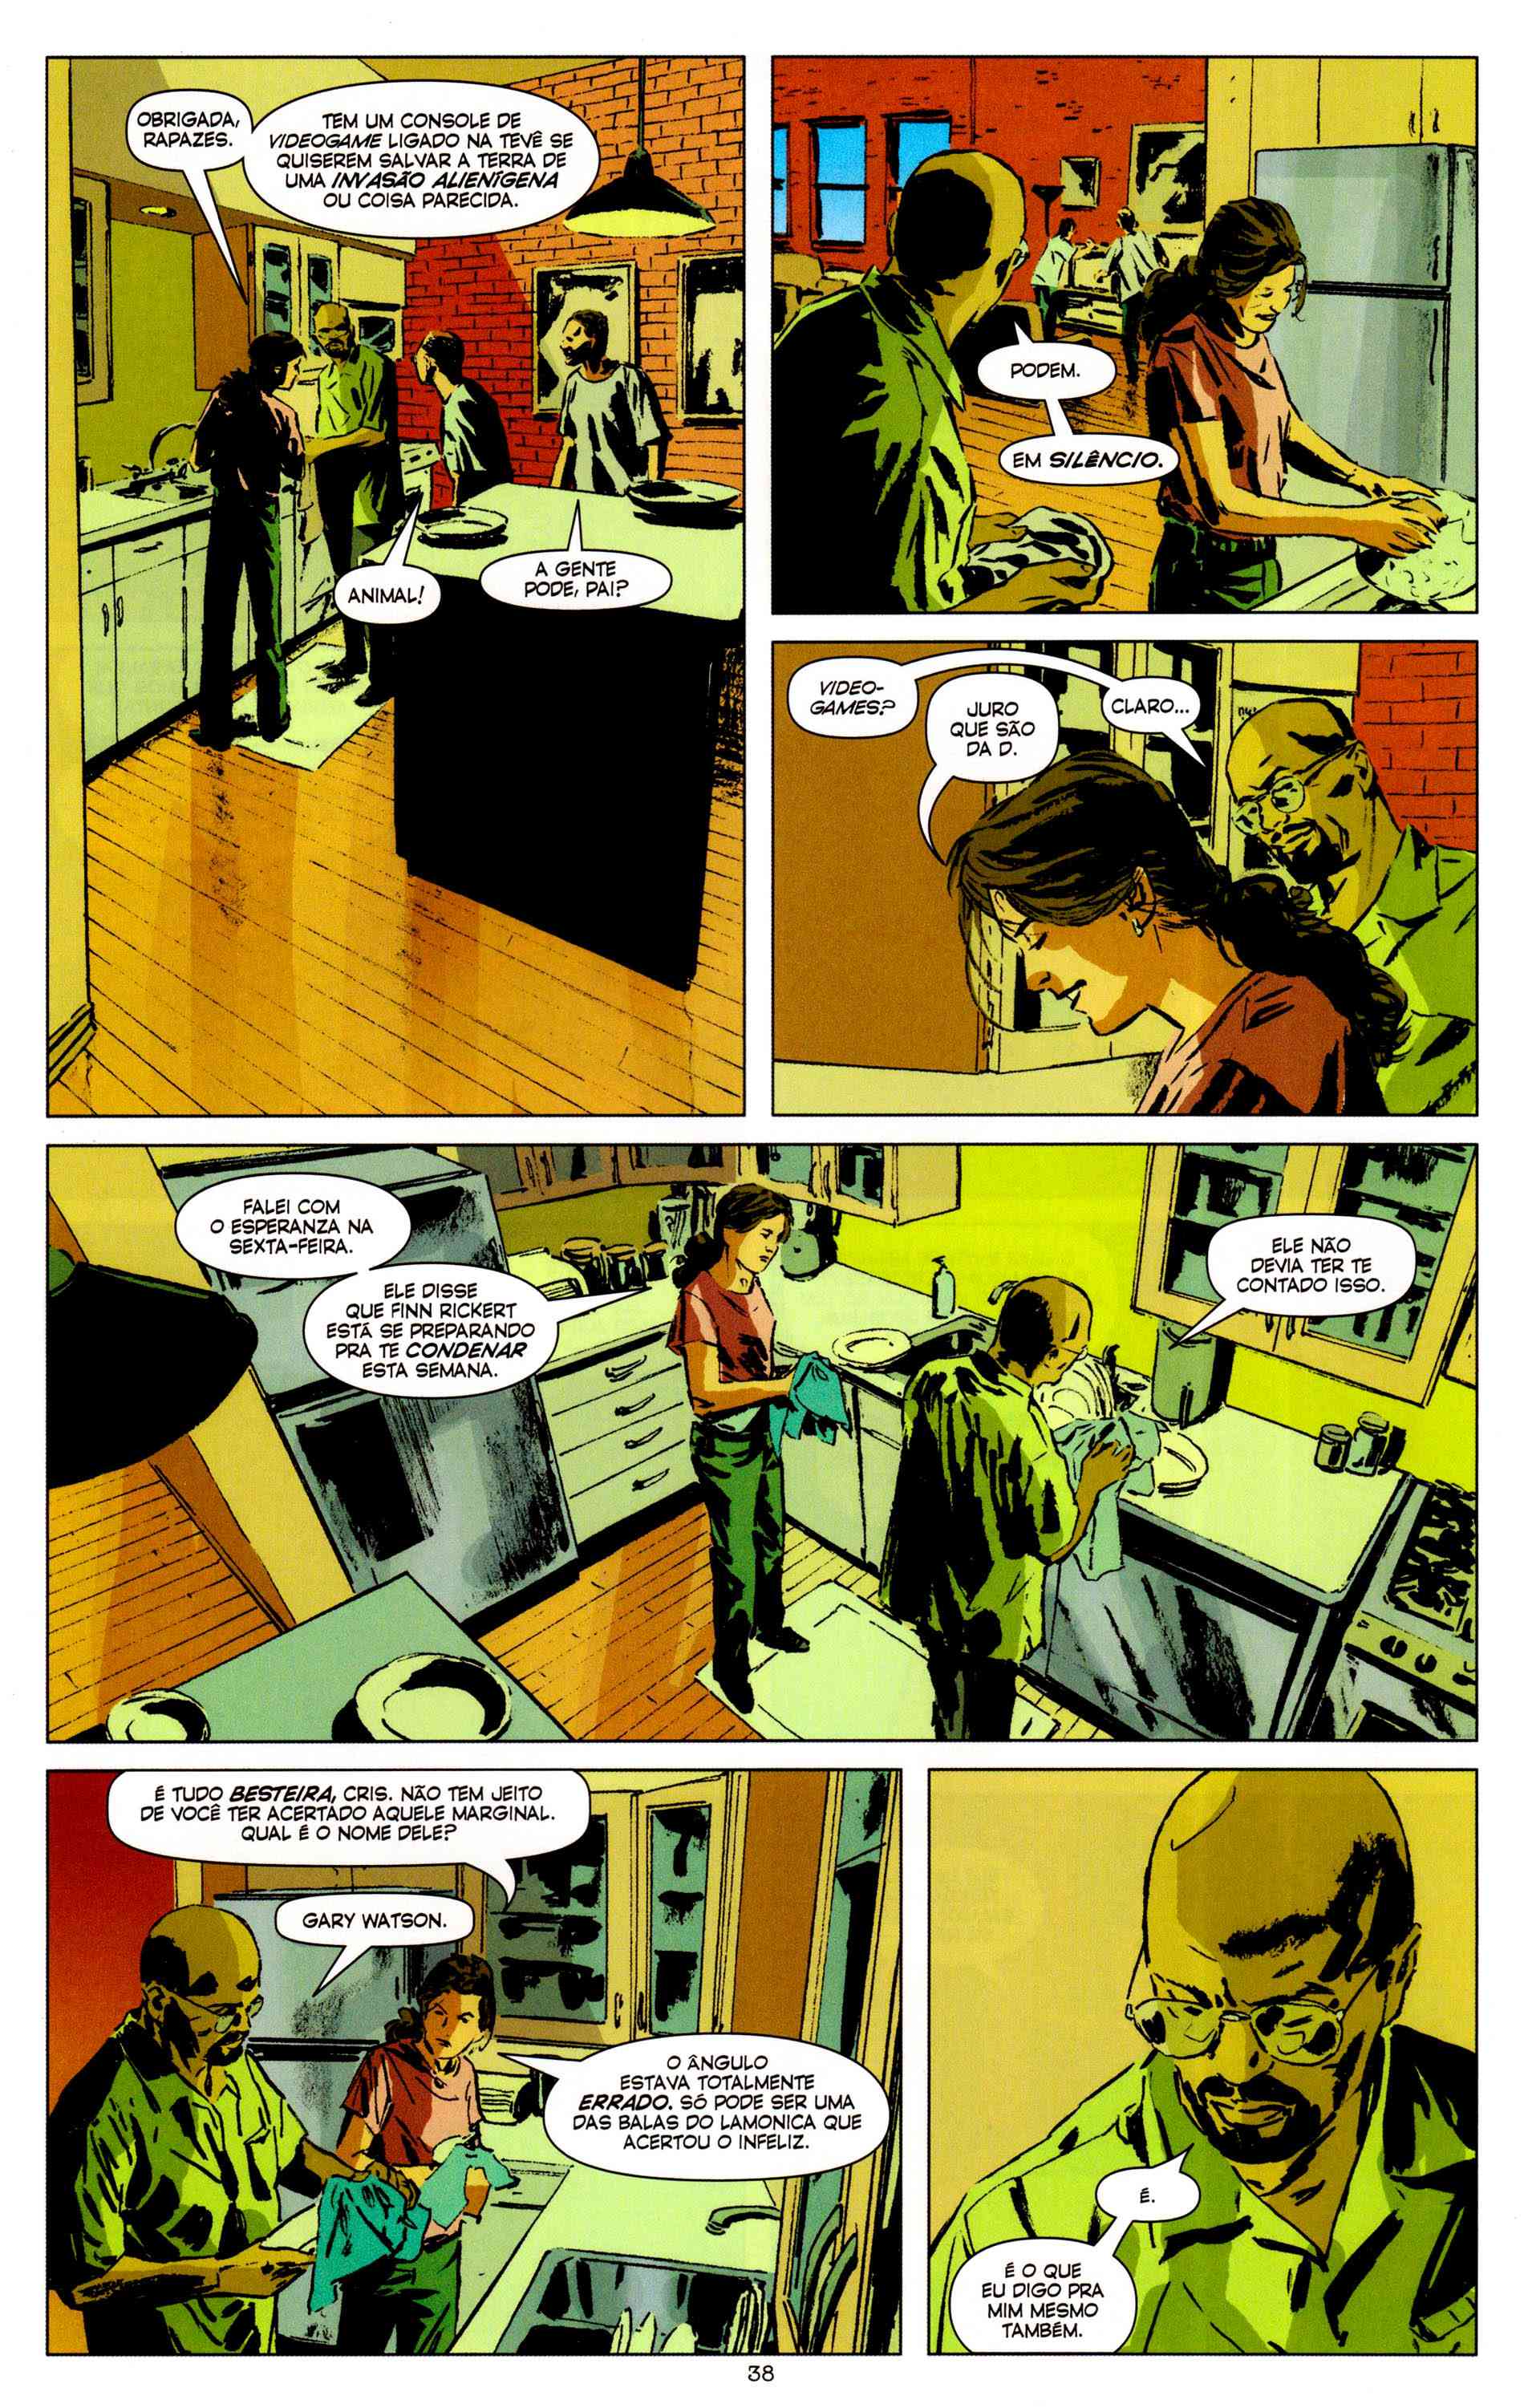 OBRIGADA,
RAPAZES.
TEM UM CONSOLE DE
VIDEOGAME LIGADO NA TEVÊ SE
QUISEREM SALVAR A TERRA DE
UMA INVASÃO ALIENÍGENA
OU COISA PARECIDA.
ANIMAL!
A GENTE
PODE, PAI?
PODEM.
EM SILÊNCIO.
VIDEO-
GAMES?
JURO
QUE SÃO
DA D.
CLARO...
FALEI COM
O ESPERANZA NA
SEXTA-FEIRA.
ELE DISSE
QUE FINN RICKERT
ESTÁ SE PREPARANDO
PRA TE CONDENAR
ESTA SEMANA.
ELE NÃO
DEVIA TER TE
CONTADO ISSO.
É TUDO BESTEIRA, CRIS. NÃO TEM JEITO
DE VOCÊ TER ACERTADO AQUELE MARGINAL.
QUAL É O NOME DELE?
GARY WATSON.
O ÂNGULO
ESTAVA TOTALMENTE
ERRADO. SÓ PODE SER UMA
DAS BALAS DO LAMONICA QUE
ACERTOU O INFELIZ.
É.
É O QUE
EU DIGO PRA
MIM MESMO
TAMBÉM.
38